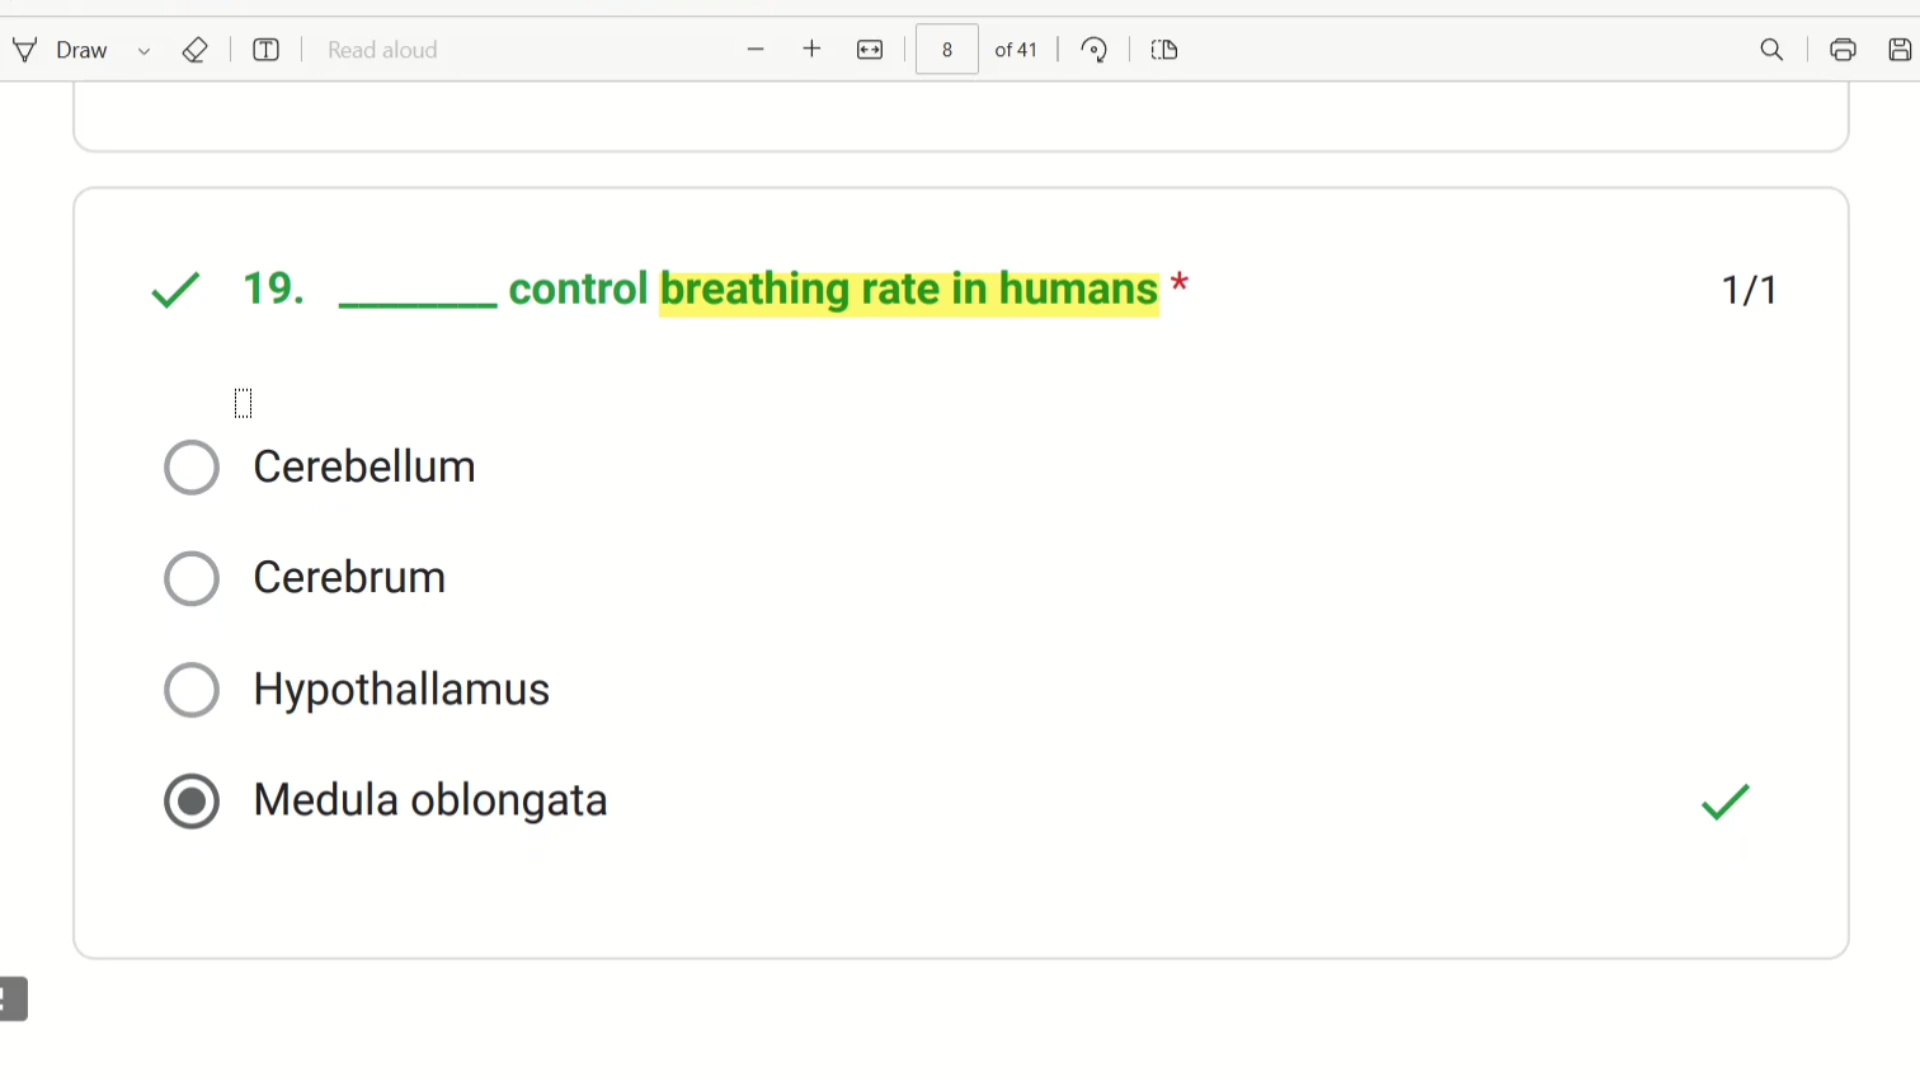 Draw Read aloud 8 of 41
19. ________ control breathing rate in humans * 1/1
Cerebellum
Cerebrum
Hypothallamus
Medula oblongata